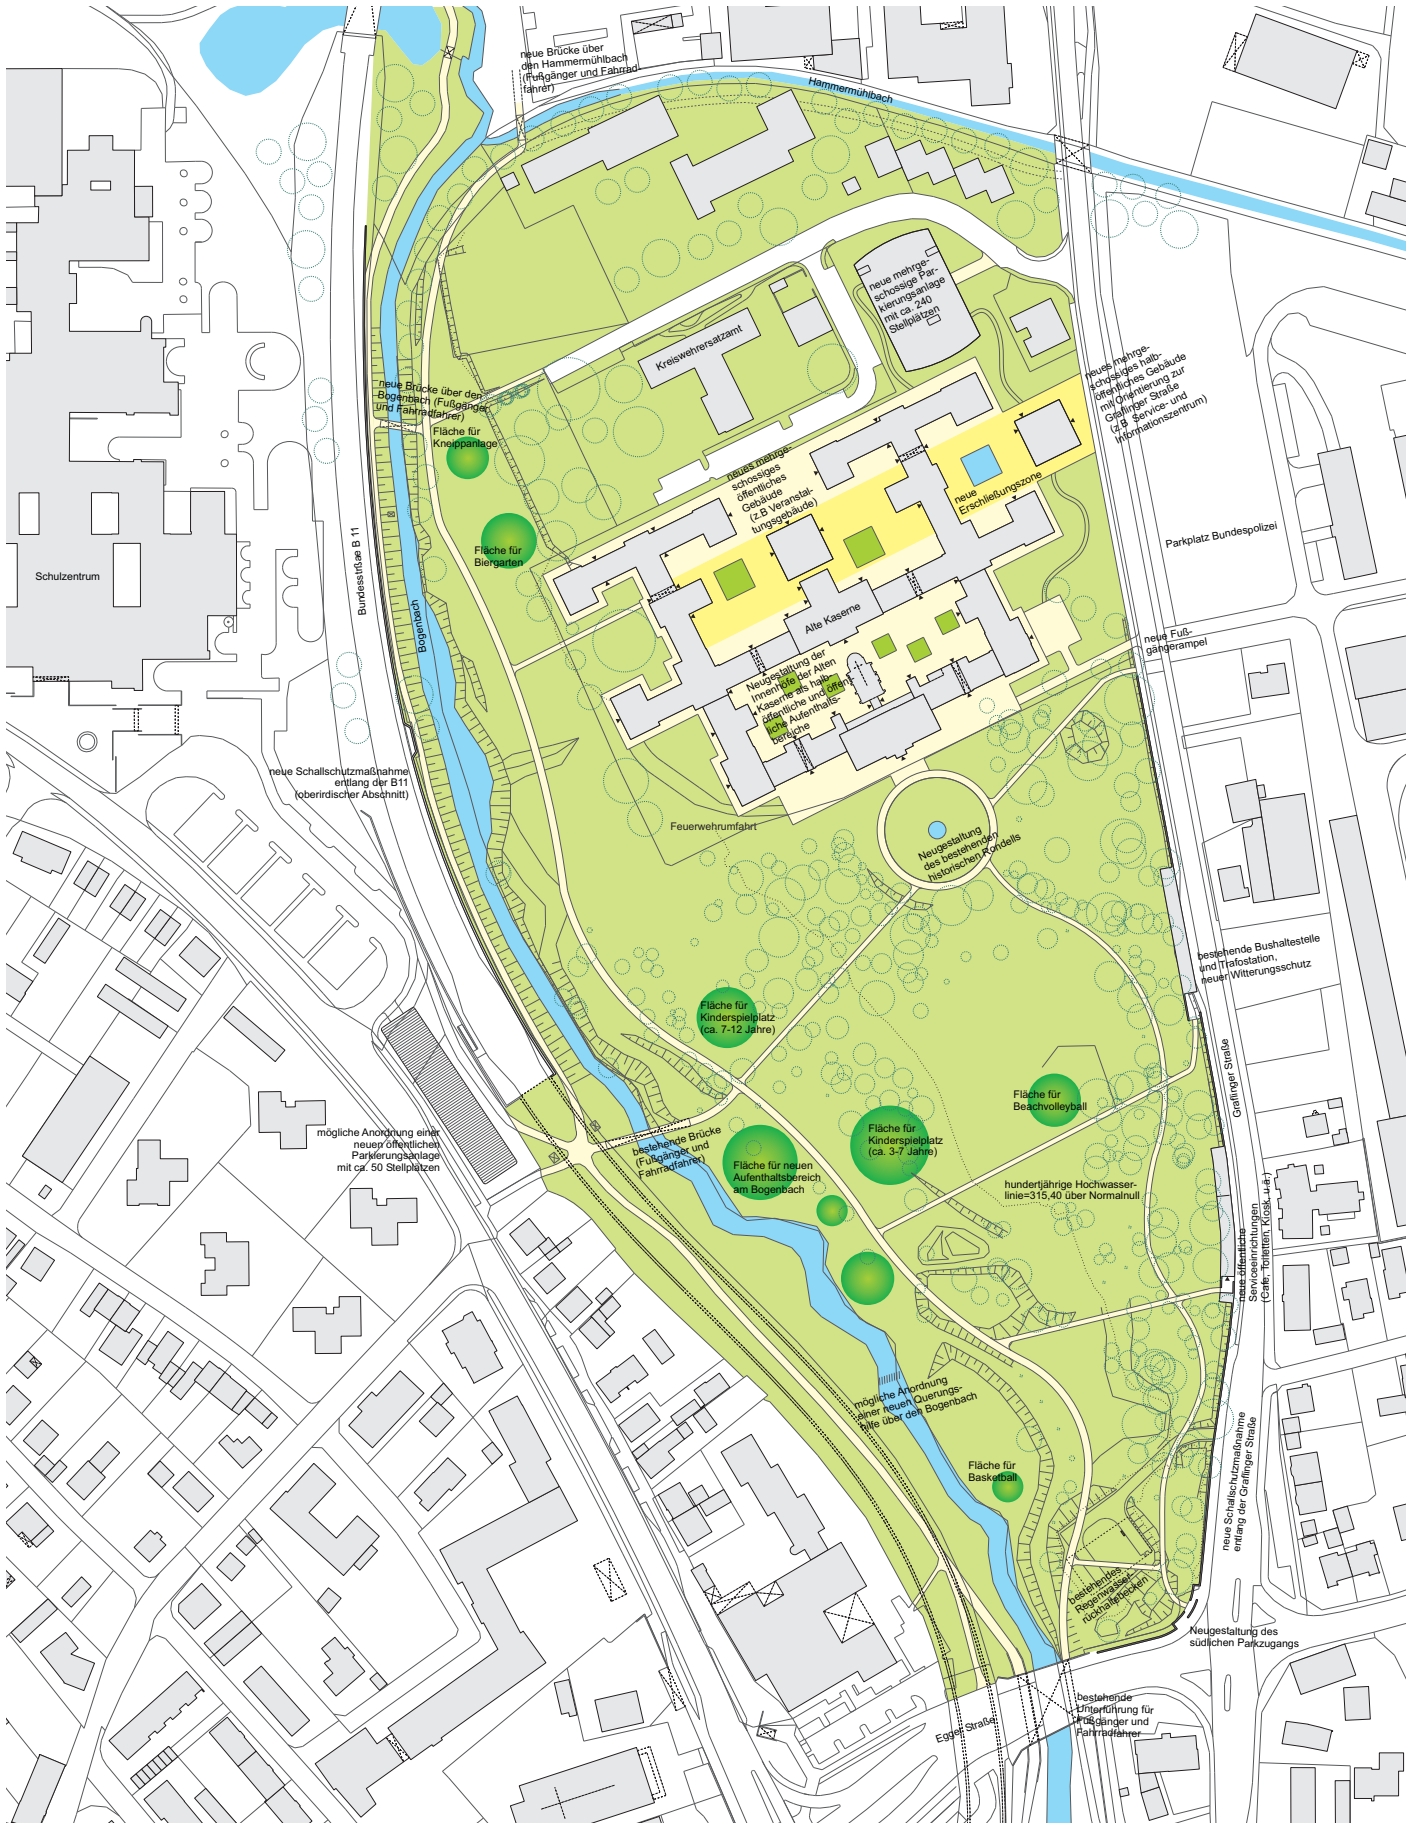 neue Brücke über
den Hammermühlbach
(Fußgänger und Fahrrad-
fahrer)
Hammermühlbach
neue mehrge-
schossige Par-
kierungsanlage
mit ca. 240
Stellplätzen
Kreiswehrersatzamt
neues mehrge-
schossiges halb-
öffentliches Gebäude
mit Orientierung zur
Graflinger Straße
(z.B. Service- und
Informationszentrum)
neue Brücke über den
Bogenbach (Fußgänger
und Fahrradfahrer)
Fläche für
Kneippanlage
neues mehrge-
schossiges
öffentliches
Gebäude
(z.B Veranstal-
tungsgebäude)
neue
Erschließungszone
Parkplatz Bundespolizei
Fläche für
Biergarten
Schulzentrum
Bundesstrßae B 11
Bogenbach
Alte Kaserne
neue Fuß-
gängerampel
Neugestaltung der
Innenhöfe der Alten
Kaserne als halb-
öffentliche und öffent-
liche Aufenthalts-
bereiche
neue Schallschutzmaßnahme
entlang der B11
(oberirdischer Abschnitt)
Feuerwehrumfahrt
Neugestaltung
des bestehenden
historischen Rondells
bestehende Bushaltestelle
und Trafostation,
neuer Witterungsschutz
Fläche für
Kinderspielplatz
(ca. 7-12 Jahre)
Graflinger Straße
Fläche für
Beachvolleyball
mögliche Anordnung einer
neuen öffentlichen
Parkierungsanlage
mit ca. 50 Stellplätzen
bestehende Brücke
(Fußgänger und
Fahrradfahrer)
Fläche für
Kinderspielplatz
(ca. 3-7 Jahre)
Fläche für neuen
Aufenthaltsbereich
am Bogenbach
hundertjährige Hochwasser-
linie=315,40 über Normalnull
neue öffentliche
Serviceeinrichtungen
(Cafe, Toiletten, Kiosk, u.ä.)
mögliche Anordnung
einer neuen Querungs-
hilfe über den Bogenbach
Fläche für
Basketball
neue Schallschutzmaßnahme
entlang der Graflinger Straße
bestehendes
Regenwasser-
rückhaltebecken
Neugestaltung des
südlichen Parkzugangs
bestehende
Unterführung für
Fußgänger und
Fahrradfahrer
Egger Straße